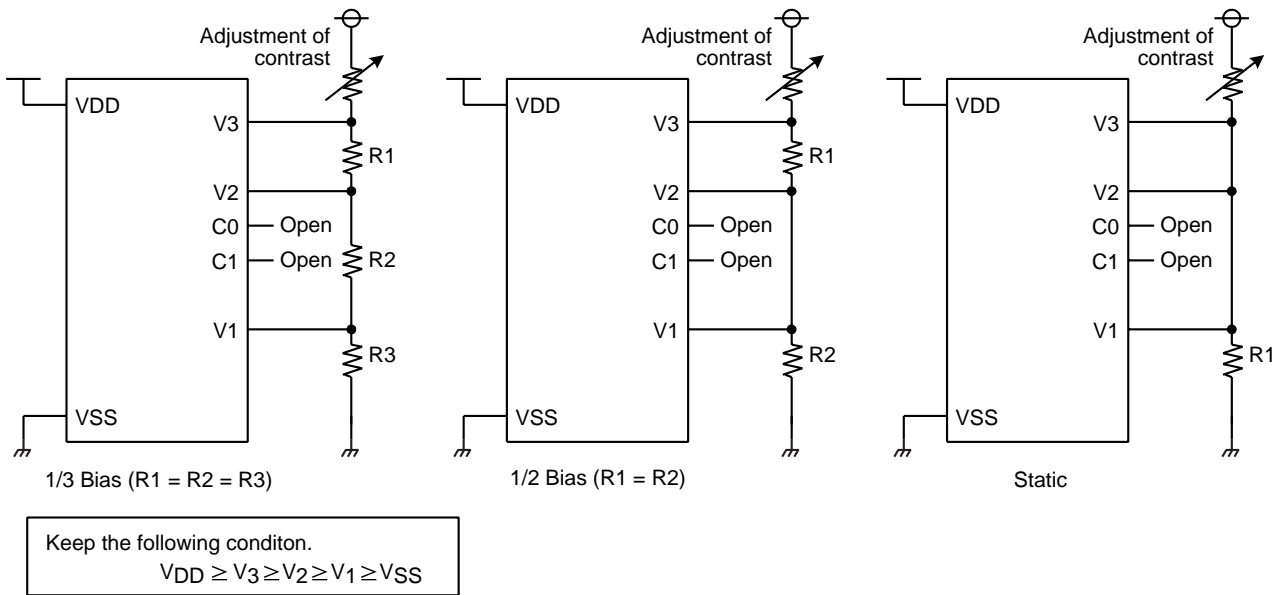 Adjustment of
contrast
VDD
V3
R1
V2
C0 Open
C1 Open
R2
V1
R3
VSS
1/3 Bias (R1 = R2 = R3)
Adjustment of
contrast
VDD
V3
R1
V2
C0 Open
C1 Open
V1
R2
VSS
1/2 Bias (R1 = R2)
Adjustment of
contrast
VDD
V3
V2
C0 Open
C1 Open
V1
R1
VSS
Static
Keep the following conditon.
VDD ≥ V3 ≥ V2 ≥ V1 ≥ VSS